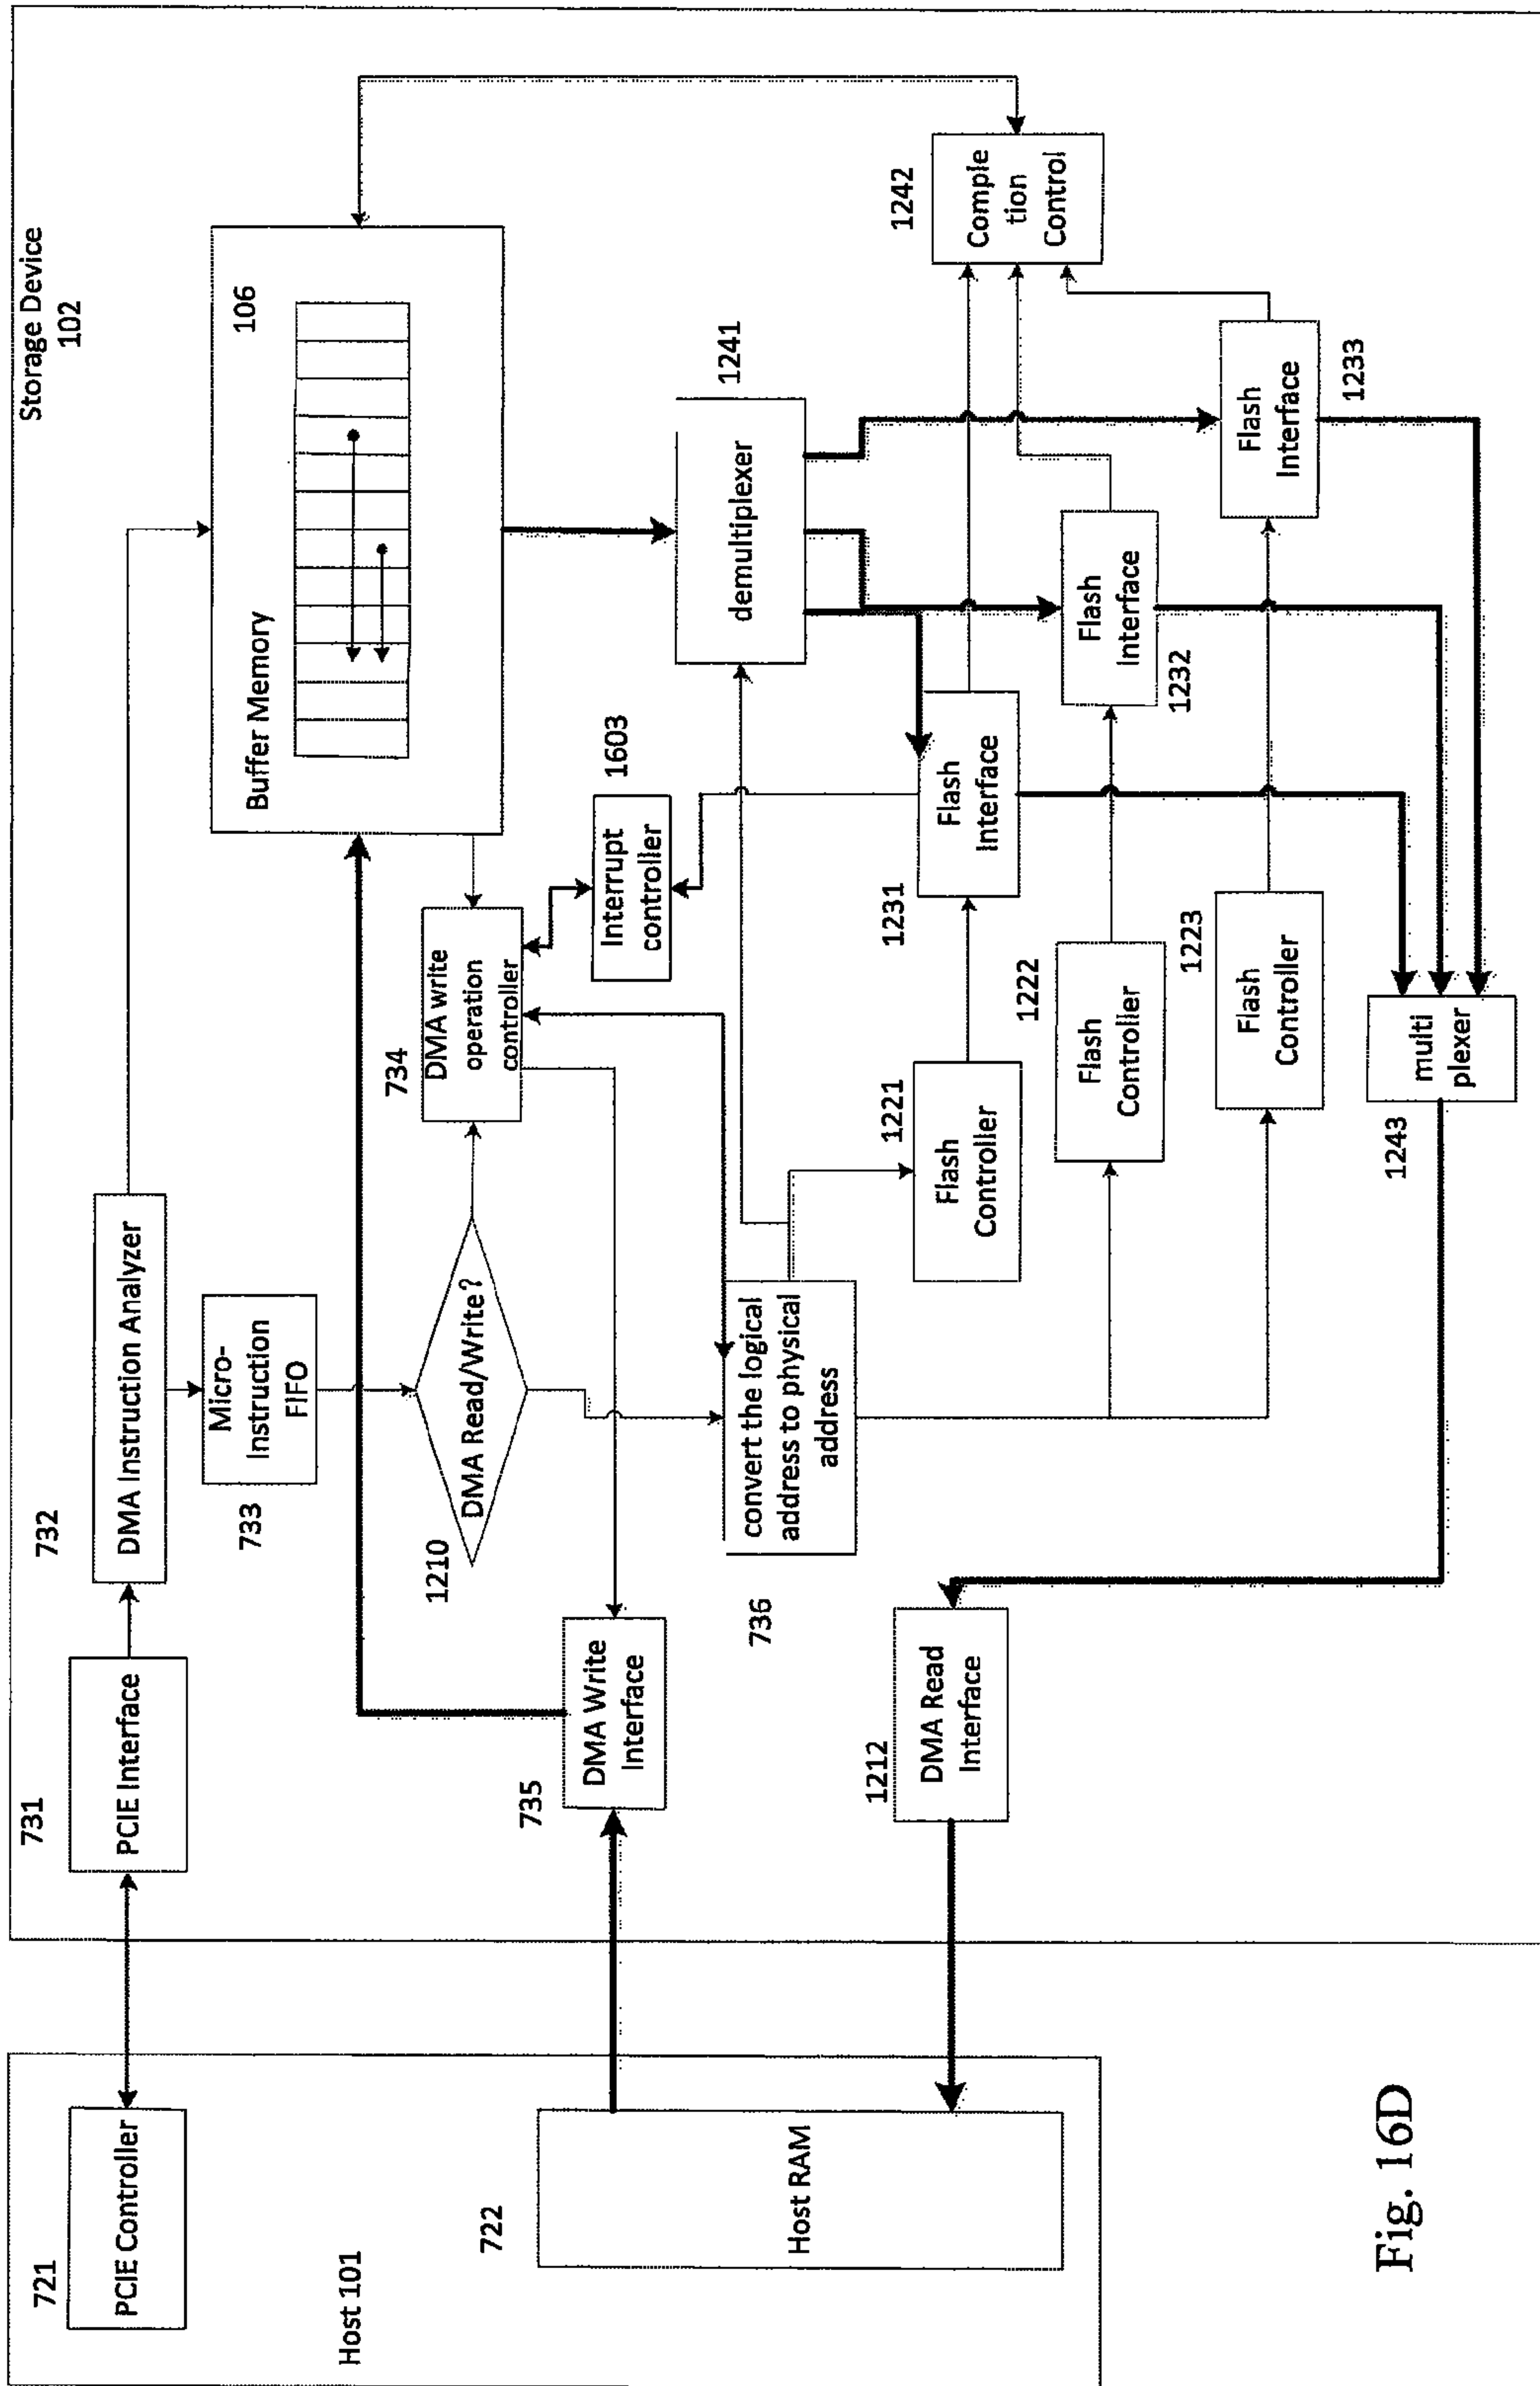 Storage Device
102
721
PCIE Controller
Host 101
722
Host RAM
731
PCIE Interface
732
DMA Instruction Analyzer
Micro-
Instruction
FIFO
733
1210
DMA Read/Write?
735
DMA Write
Interface
734
DMA write
operation
controller
Buffer Memory
106
Interrupt
controller
1603
736
convert the logical
address to physical
address
demultiplexer
1241
1242
Comple
tion
Control
1221
Flash
Controller
1222
Flash
Controller
1223
Flash
Controller
1231
Flash
Interface
1232
Flash
Interface
1233
Flash
Interface
1212
DMA Read
Interface
1243
multi
plexer
Fig. 16D